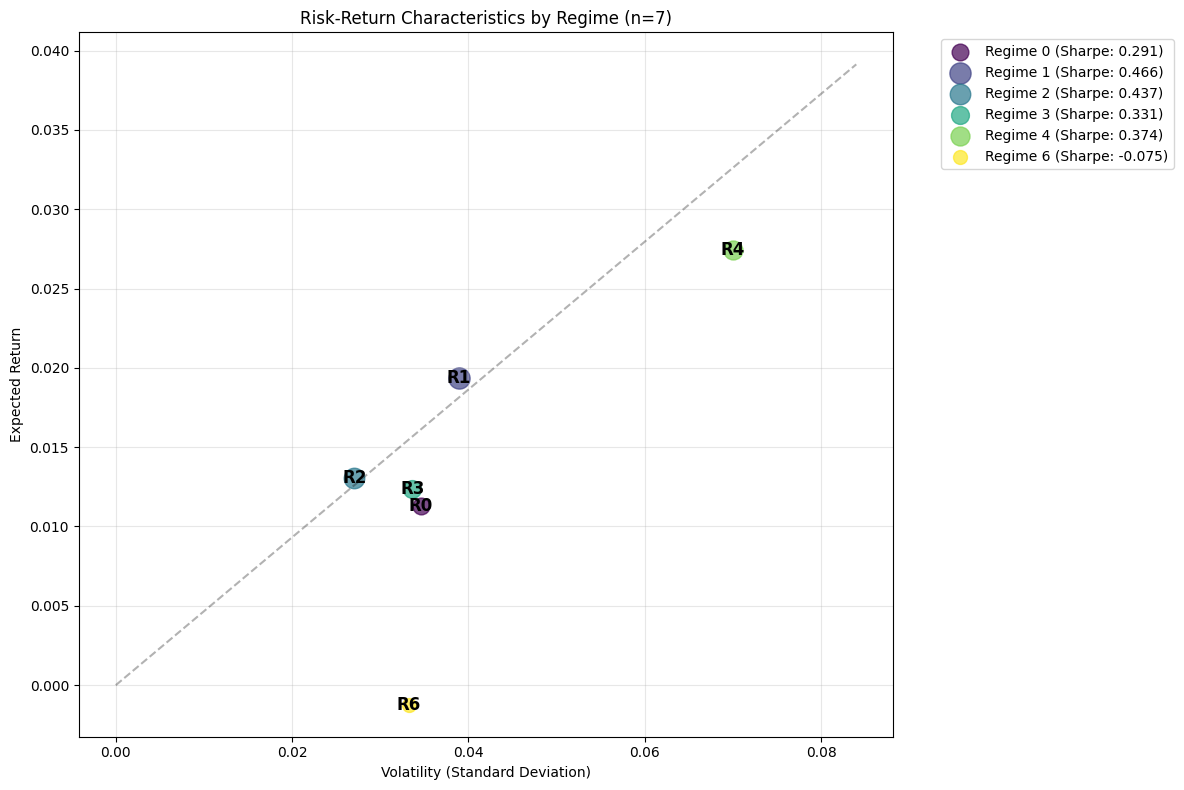 Risk-Return Characteristics by Regime (n=7)
Regime 0 (Sharpe: 0.291)
Regime 1 (Sharpe: 0.466)
Regime 2 (Sharpe: 0.437)
Regime 3 (Sharpe: 0.331)
Regime 4 (Sharpe: 0.374)
Regime 6 (Sharpe: -0.075)
Expected Return
0.040
0.035
0.030
0.025
0.020
0.015
0.010
0.005
0.000
R4
R1
R2
R3
R0
R6
0.00 0.02 0.04 0.06 0.08
Volatility (Standard Deviation)